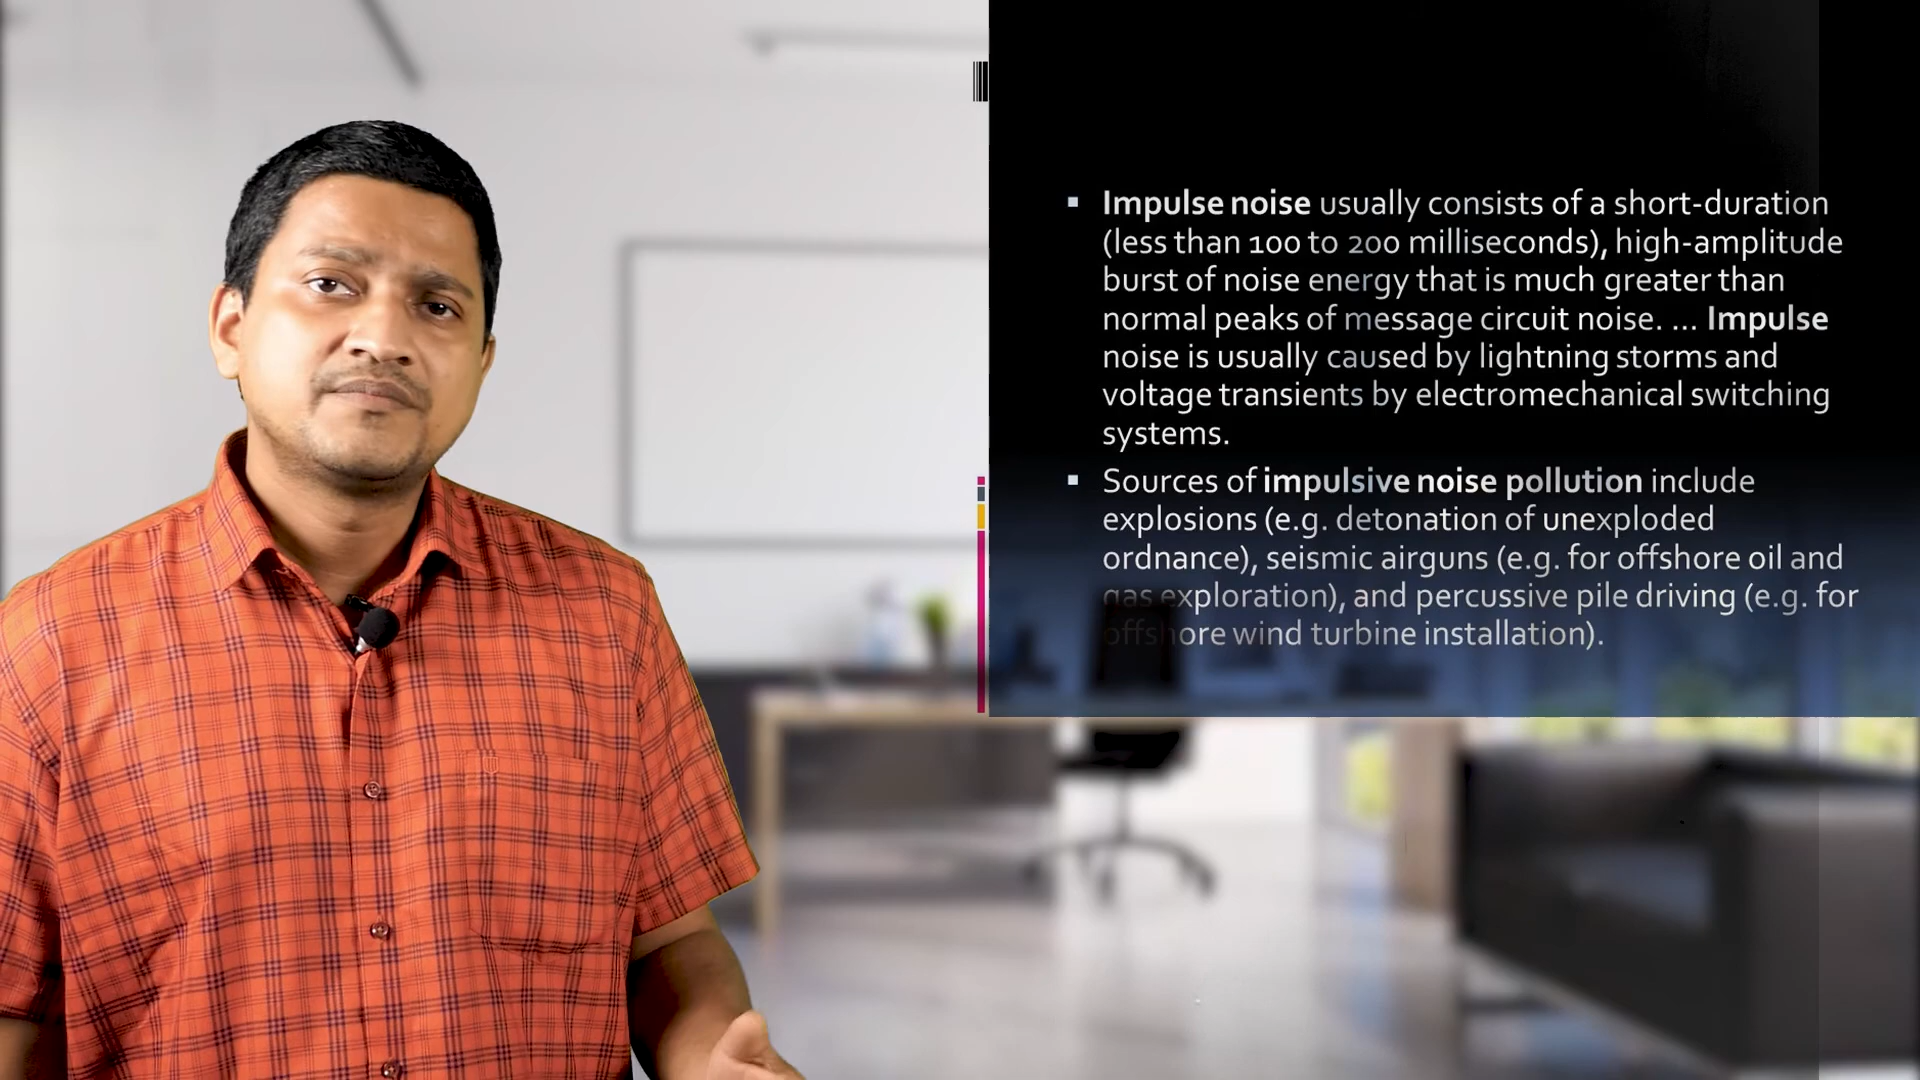 Impulse noise usually consists of a short-duration
(less than 100 to 200 milliseconds), high-amplitude
burst of noise energy that is much greater than
normal peaks of message circuit noise. ... Impulse
noise is usually caused by lightning storms and
voltage transients by electromechanical switching
systems.
Sources of impulsive noise pollution include
explosions (e.g. detonation of unexploded
ordnance), seismic airguns (e.g. for offshore oil and
gas exploration), and percussive pile driving (e.g. for
offshore wind turbine installation).